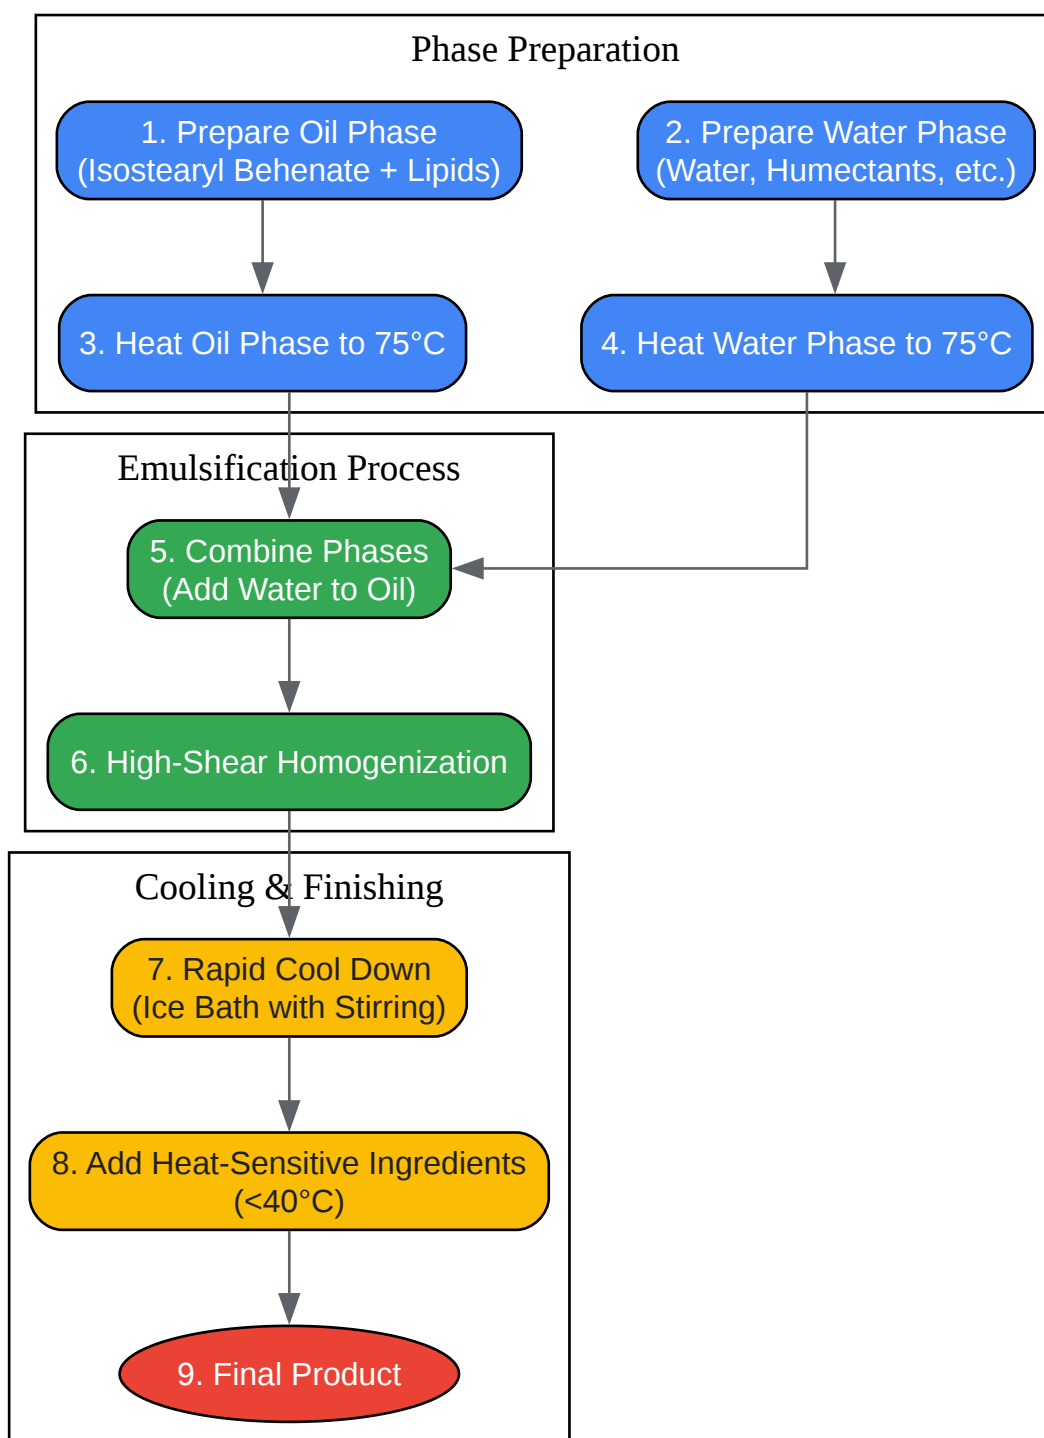 Phase Preparation
1. Prepare Oil Phase
(Isostearyl Behenate + Lipids)
2. Prepare Water Phase
(Water, Humectants, etc.)
3. Heat Oil Phase to 75°C
4. Heat Water Phase to 75°C
Emulsification Process
5. Combine Phases
(Add Water to Oil)
6. High-Shear Homogenization
Cooling & Finishing
7. Rapid Cool Down
(Ice Bath with Stirring)
8. Add Heat-Sensitive Ingredients
(<40°C)
9. Final Product